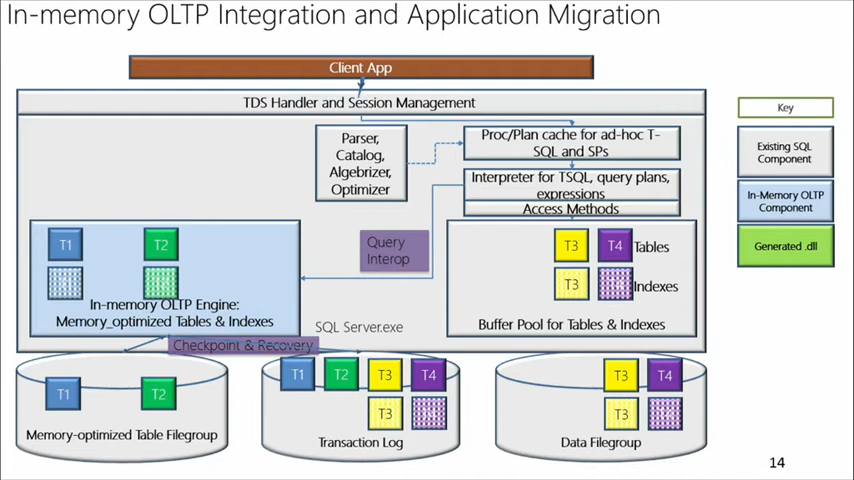 In-memory OLTP Integration and Application Migration
Client App
TDS Handler and Session Management
Key
Parser,
Catalog,
Algebrizer,
Optimizer
Proc/Plan cache for ad-hoc T-
SQL and SPs
Existing SQL
Component
Interpreter for TSQL, query plans,
expressions
Access Methods
In-Memory OLTP
Component
Generated .dll
T1
T2
Query
Interop
T3
T4
Tables
T3
Indexes
In-memory OLTP Engine:
Memory_optimized Tables & Indexes
SQL Server.exe
Buffer Pool for Tables & Indexes
Checkpoint & Recovery
T1
T2
Memory-optimized Table Filegroup
T1
T2
T3
T4
T3
Transaction Log
T3
T4
T3
Data Filegroup
14